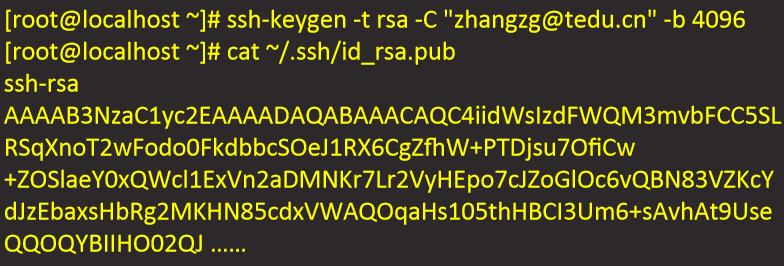 [root@localhost ~]# ssh-keygen -t rsa -C "zhangzg@tedu.cn" -b 4096
[root@localhost ~]# cat ~/.ssh/id_rsa.pub
ssh-rsa
AAAAB3NzaC1yc2EAAAADAQABAAACAQC4iidWsIzdFWQM3mvbFCC5SL
RSqXnoT2wFodo0FkdbbcSOeJ1RX6CgZfhW+PTDjsu7OfiCw
+ZOSlaeY0xQWcl1ExVn2aDMNKr7Lr2VyHEpo7cJZoGlOc6vQBN83VZKcY
dJzEbaxsHbRg2MKHN85cdxVWAQOqaHs105thHBCI3Um6+sAvhAt9Use
QQOQYBIIHO02QJ ......